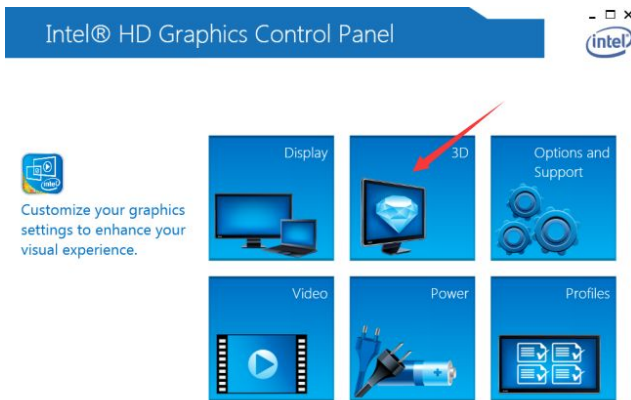 Intel® HD Graphics Control Panel
intel
Display
3D
Options and
Support
intel
Customize your graphics
settings to enhance your
visual experience.
Video
Power
Profiles